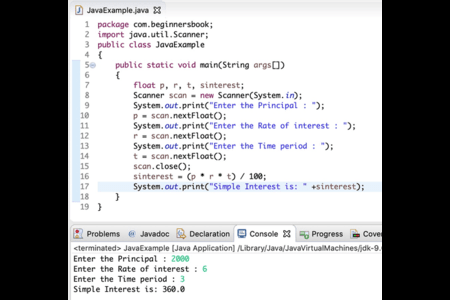 JavaExample.java
1 package com.beginnersbook;
2 import java.util.Scanner;
3 public class JavaExample
4 {
5 public static void main(String args[])
6 {
7 float p, r, t, sinterest;
8 Scanner scan = new Scanner(System.in);
9 System.out.print("Enter the Principal : ");
10 p = scan.nextFloat();
11 System.out.print("Enter the Rate of interest : ");
12 r = scan.nextFloat();
13 System.out.print("Enter the Time period : ");
14 t = scan.nextFloat();
15 scan.close();
16 sinterest = (p * r * t) / 100;
17 System.out.print("Simple Interest is: " +sinterest);
18 }
19 }
Problems Javadoc Declaration Console Progress Cover
<terminated> JavaExample [Java Application] /Library/Java/JavaVirtualMachines/jdk-9.
Enter the Principal : 2000
Enter the Rate of interest : 6
Enter the Time period : 3
Simple Interest is: 360.0